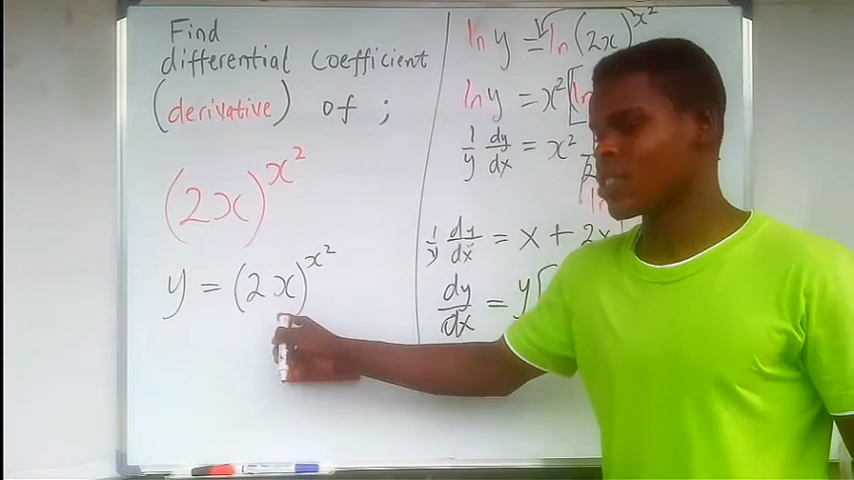 Find
differential coefficient
(derivative) of ;
(2x)^x²
y = (2x)^x²
ln y = ln (2x)^x²
ln y = x² [ln
1/y dy/dx = x²
1/y dy/dx = x + 2x
dy/dx = y[